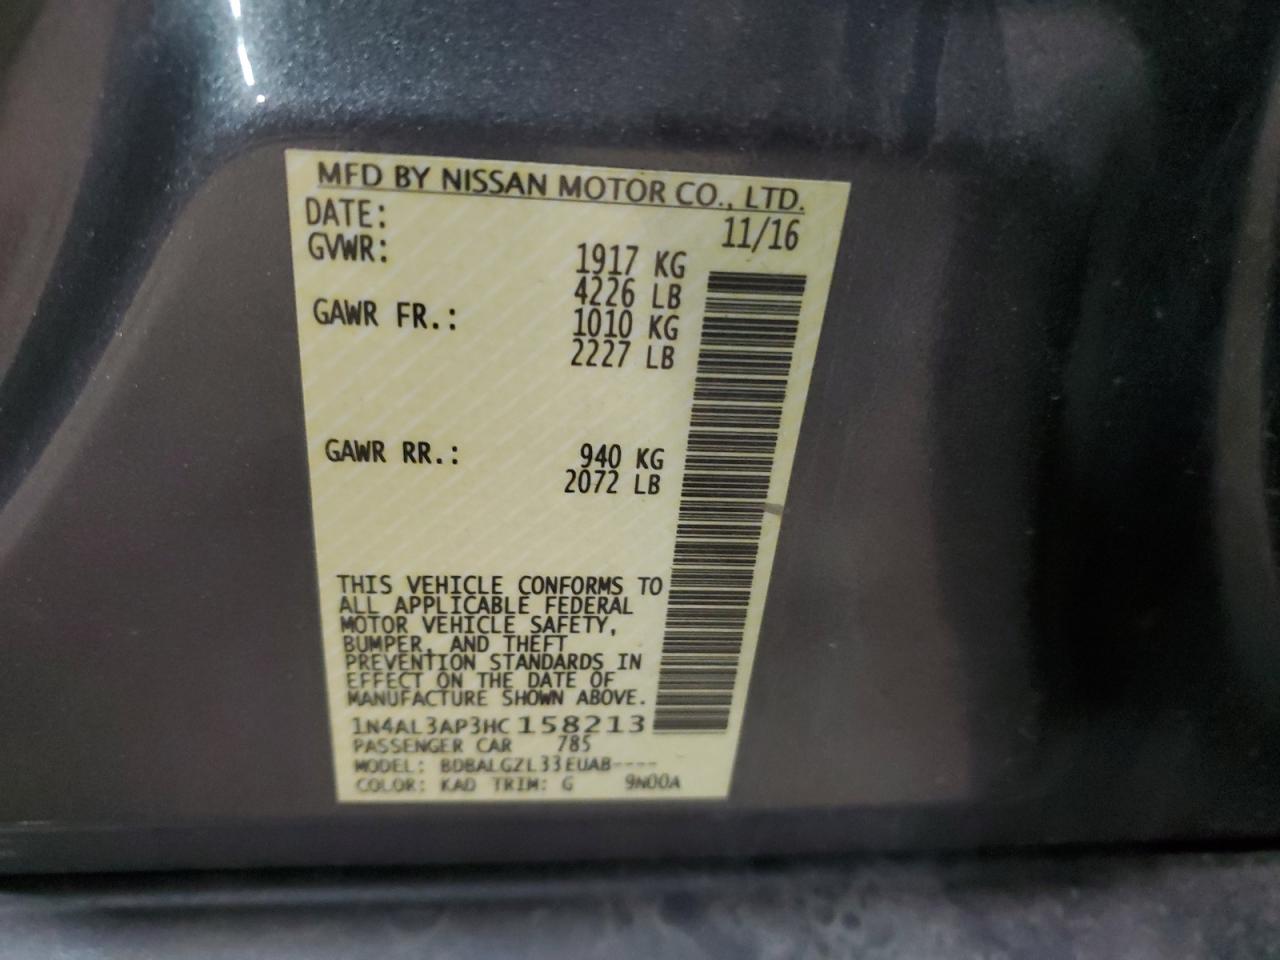 MFD BY NISSAN MOTOR CO., LTD.
DATE: 11/16
GVWR: 1917 KG
4226 LB
GAWR FR.: 1010 KG
2227 LB
GAWR RR.: 940 KG
2072 LB
THIS VEHICLE CONFORMS TO
ALL APPLICABLE FEDERAL
MOTOR VEHICLE SAFETY,
BUMPER, AND THEFT
PREVENTION STANDARDS IN
EFFECT ON THE DATE OF
MANUFACTURE SHOWN ABOVE.
1N4AL3AP3HC158213
PASSENGER CAR 785
MODEL: BDBALGZL33EUAB----
COLOR: KAD TRIM: G 9N00A